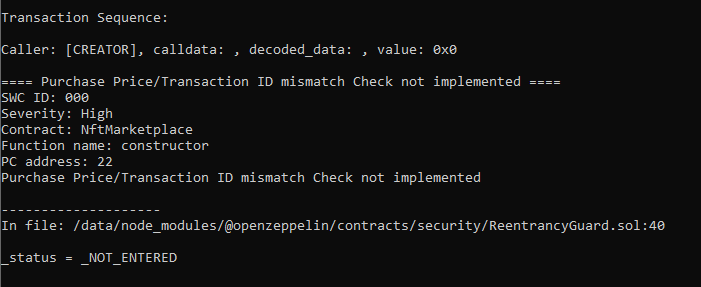 Transaction Sequence:
Caller: [CREATOR], calldata: , decoded_data: , value: 0x0
==== Purchase Price/Transaction ID mismatch Check not implemented ====
SWC ID: 000
Severity: High
Contract: NftMarketplace
Function name: constructor
PC address: 22
Purchase Price/Transaction ID mismatch Check not implemented
--------------------
In file: /data/node_modules/@openzeppelin/contracts/security/ReentrancyGuard.sol:40
_status = _NOT_ENTERED